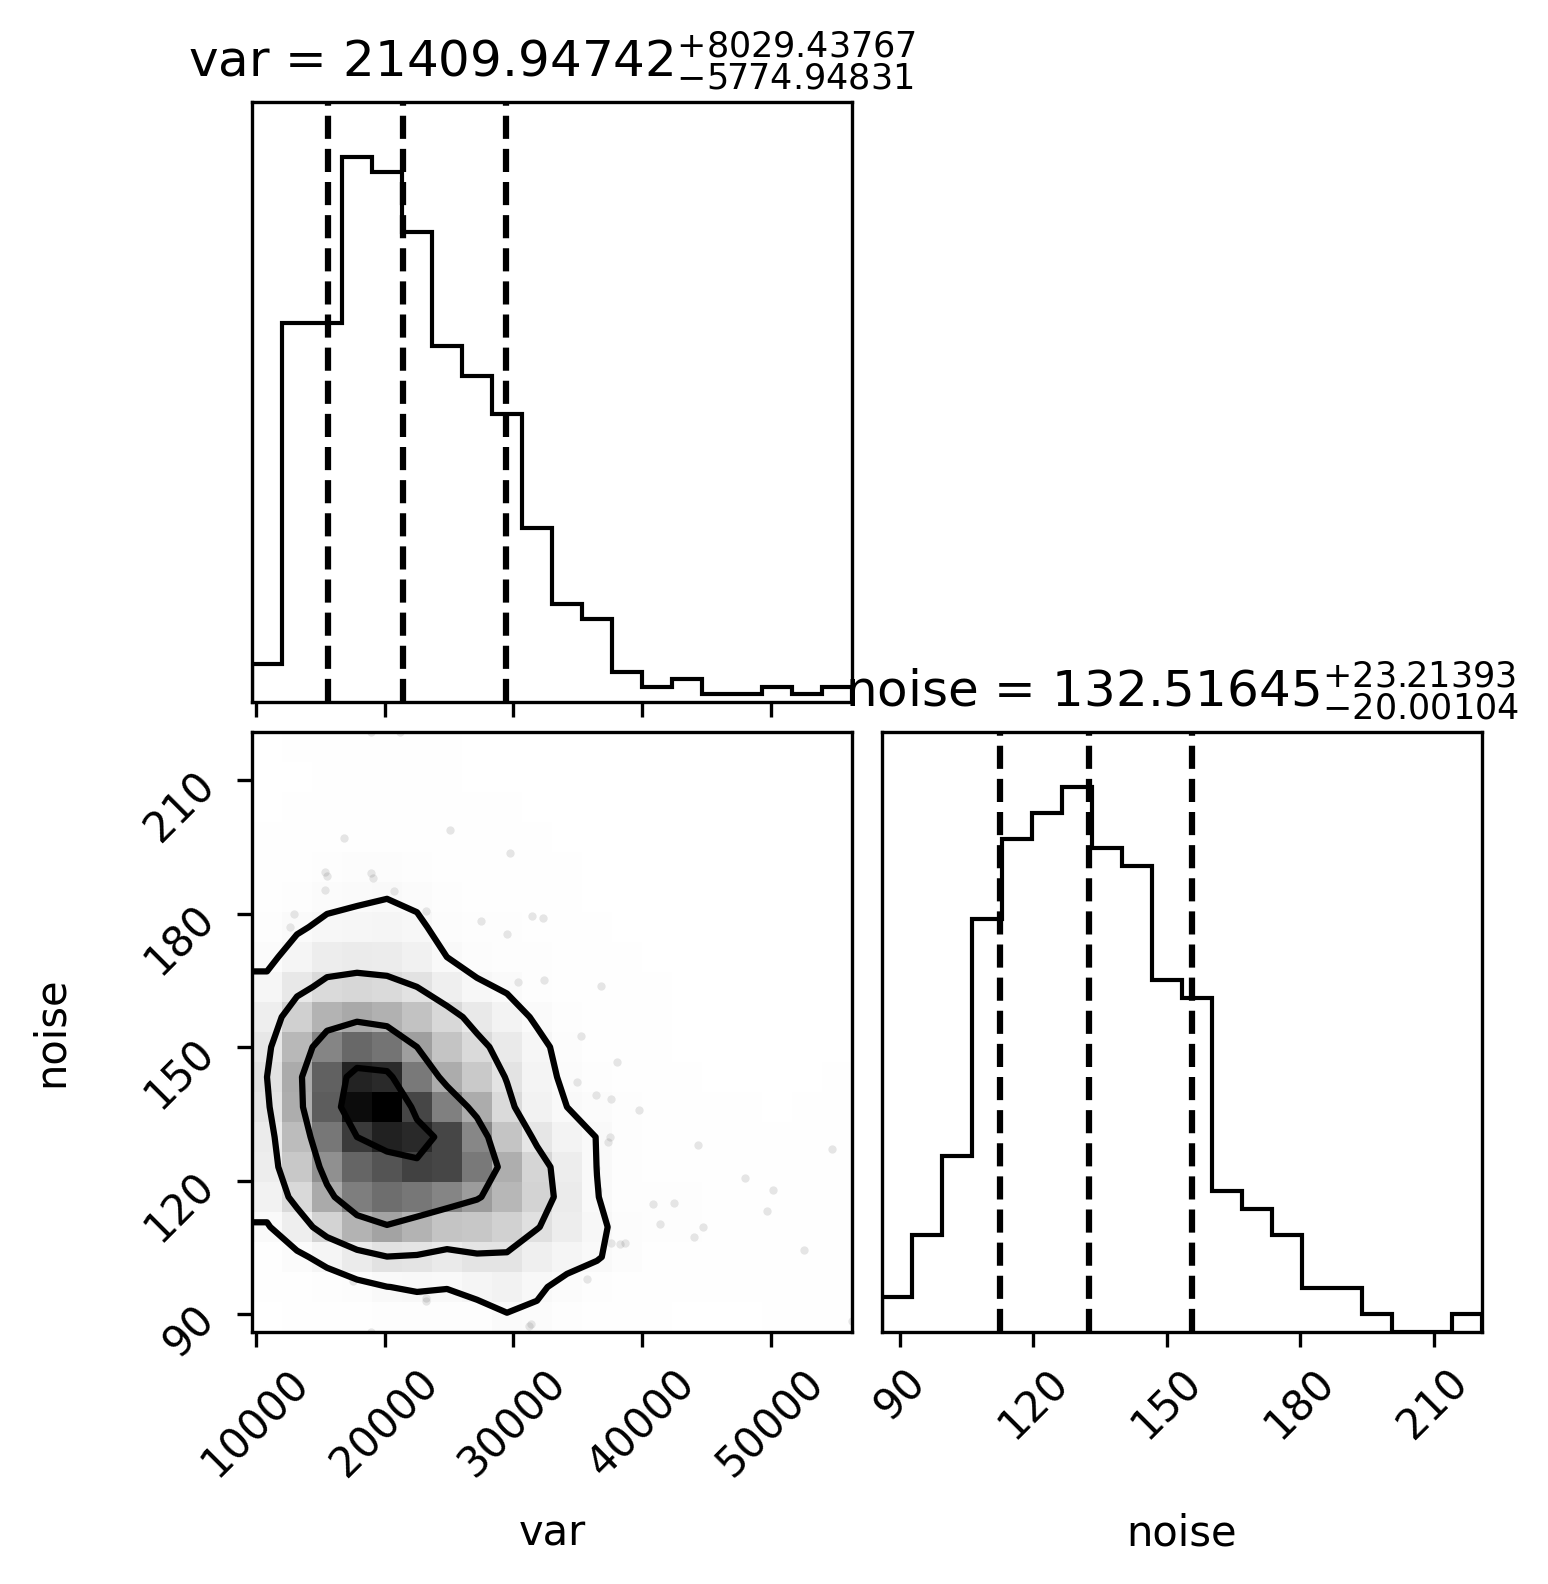 var = 21409.94742+8029.43767−5774.94831
noise = 132.51645+23.21393−20.00104
210
180
150
120
90
noise
10000 20000 30000 40000 50000
90 120 150 180 210
var
noise